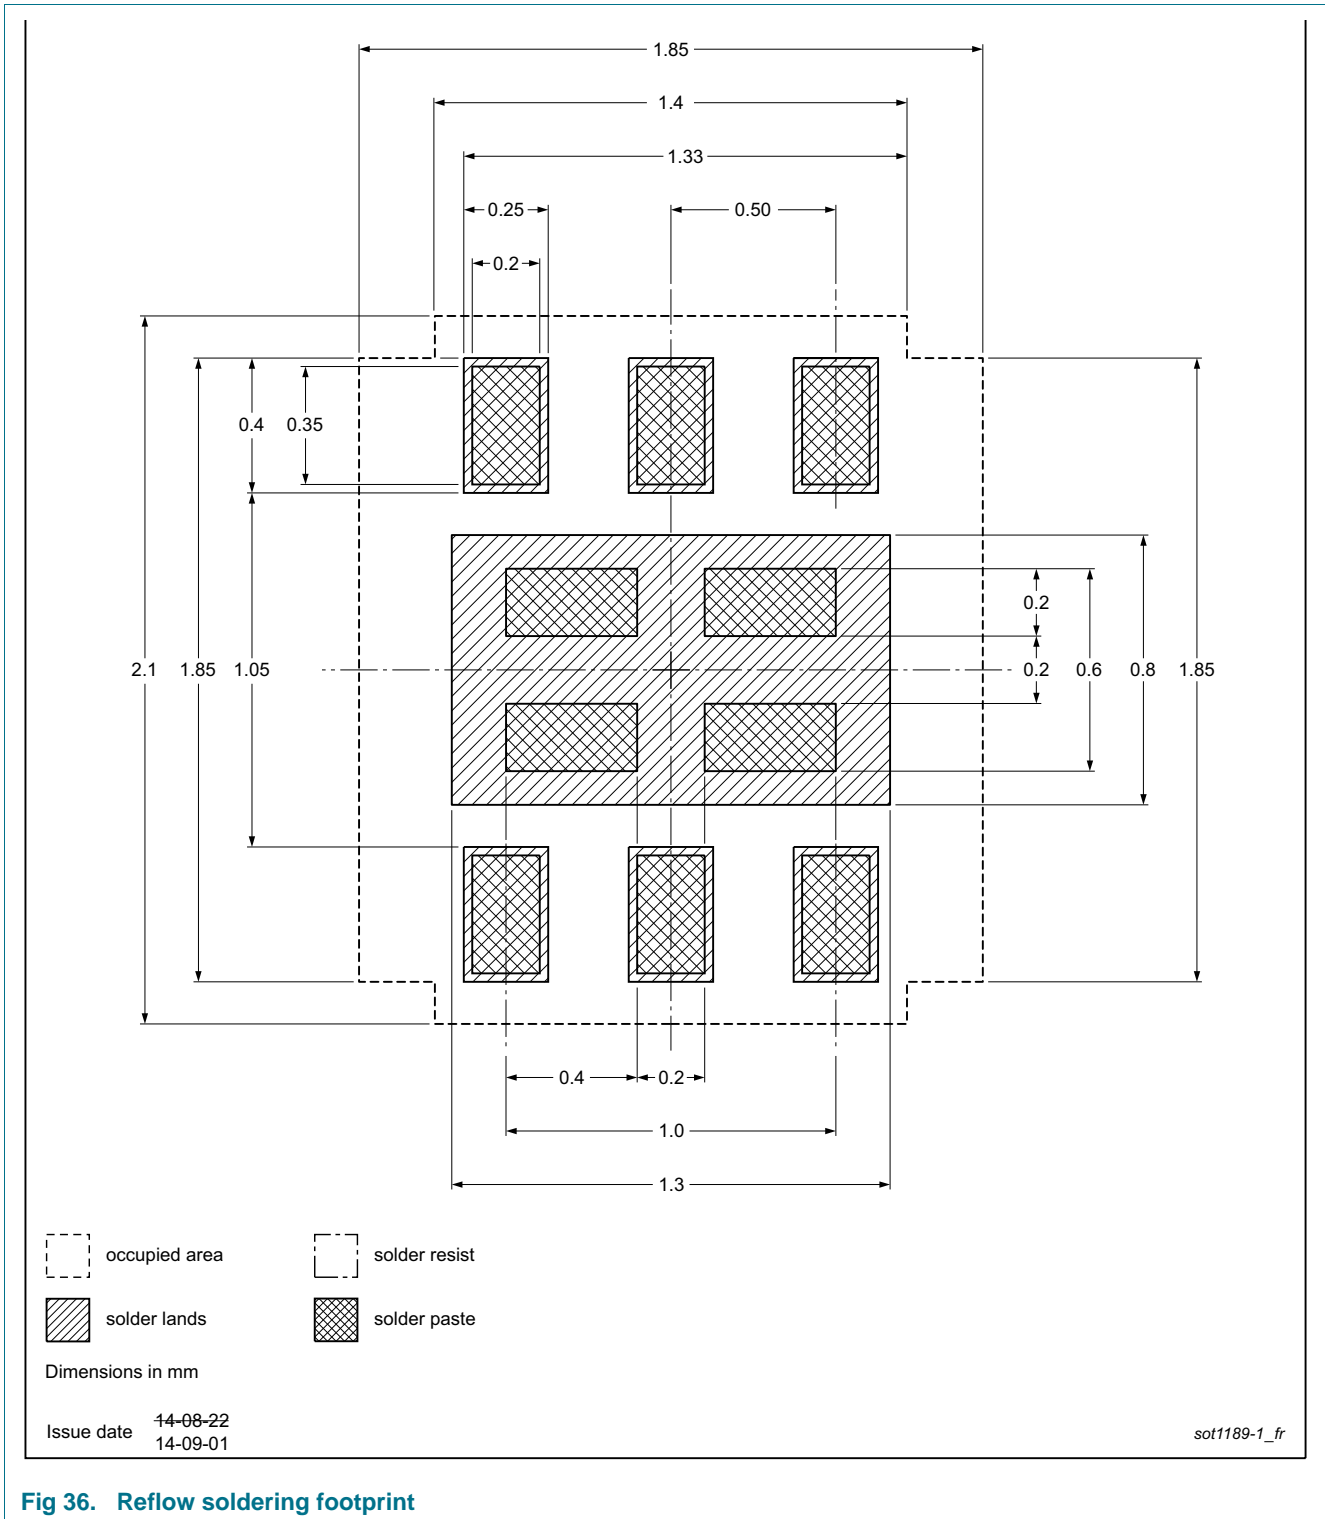 1.85
1.4
1.33
0.25
0.50
0.2
0.4
0.35
0.2
2.1
1.85
1.05
0.2
0.6
0.8
1.85
0.4
0.2
1.0
1.3
occupied area
solder resist
solder lands
solder paste
Dimensions in mm
Issue date
14-08-22
14-09-01
sot1189-1_fr
Fig 36. Reflow soldering footprint